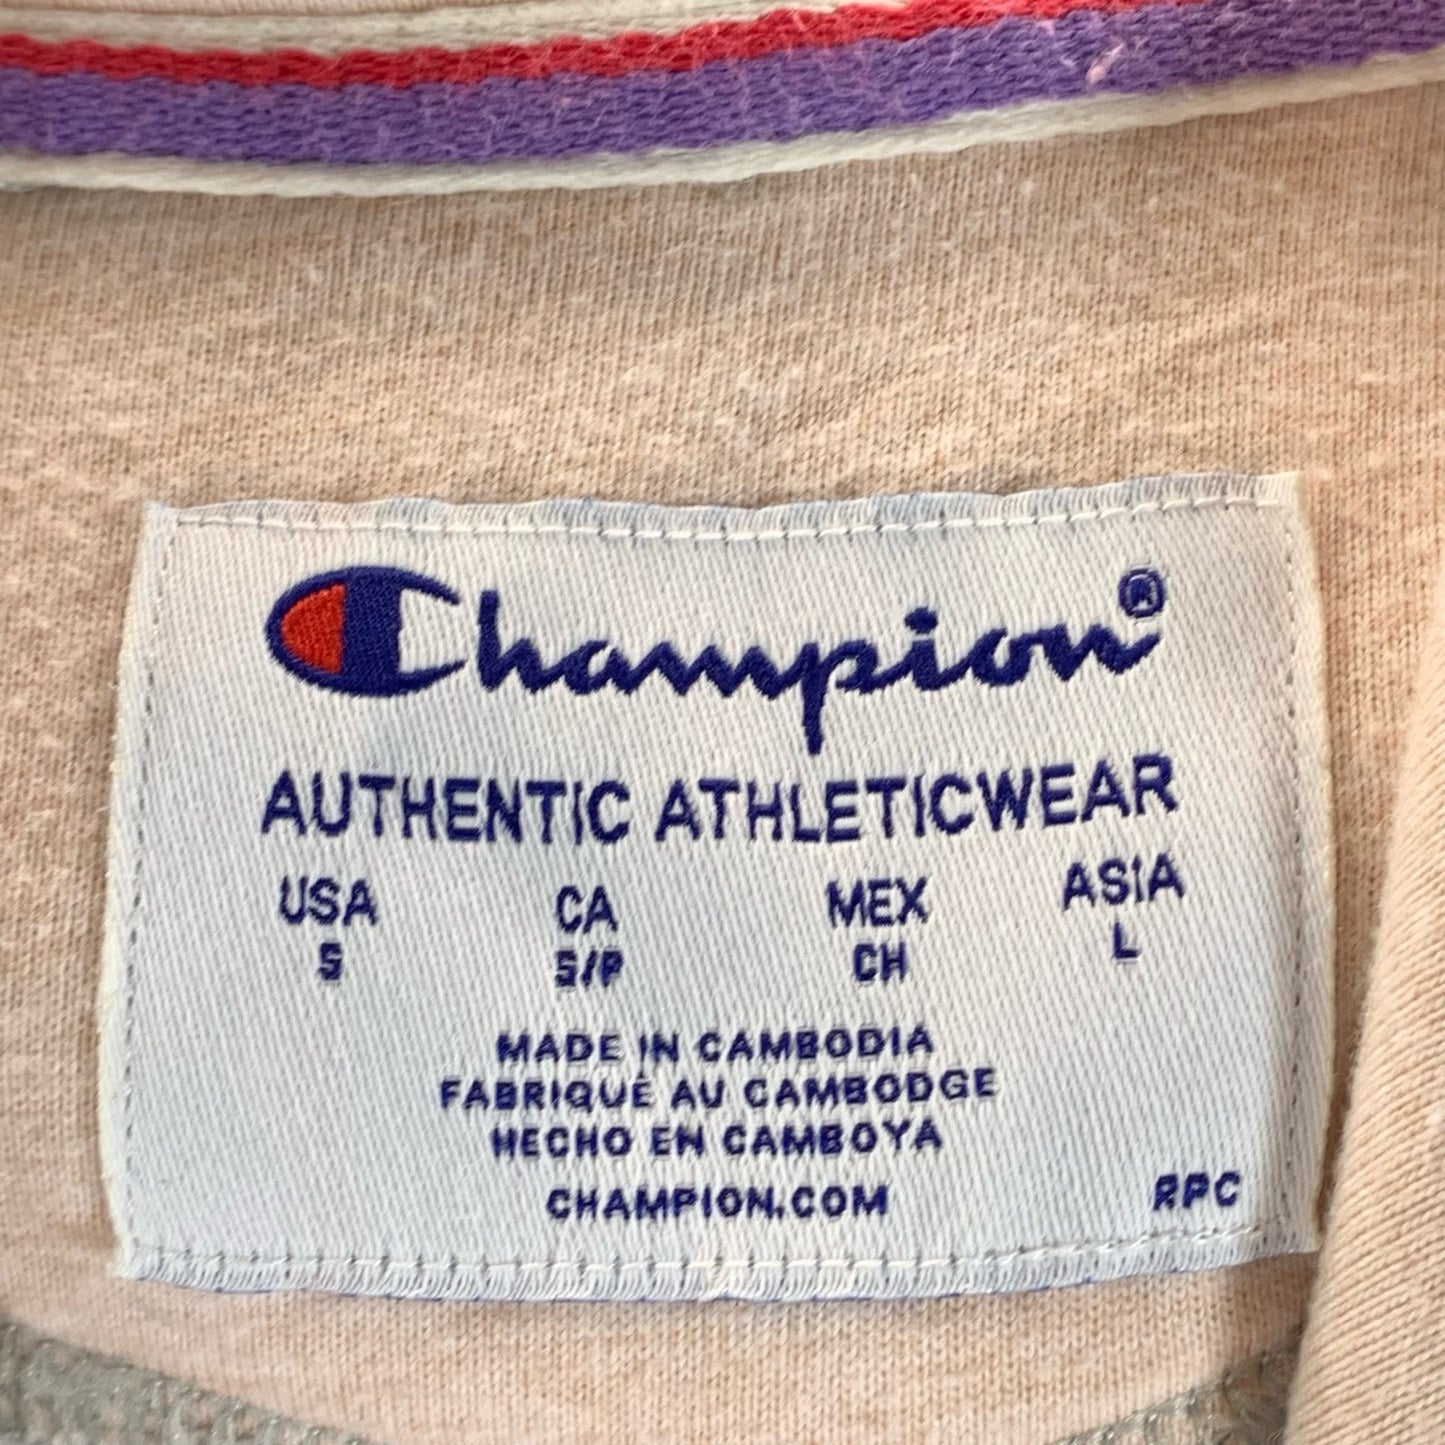 Champion®
AUTHENTIC ATHLETICWEAR
USA CA MEX ASIA
S S/P CH L
MADE IN CAMBODIA
FABRIQUÉ AU CAMBODGE
HECHO EN CAMBOYA
CHAMPION.COM RPC